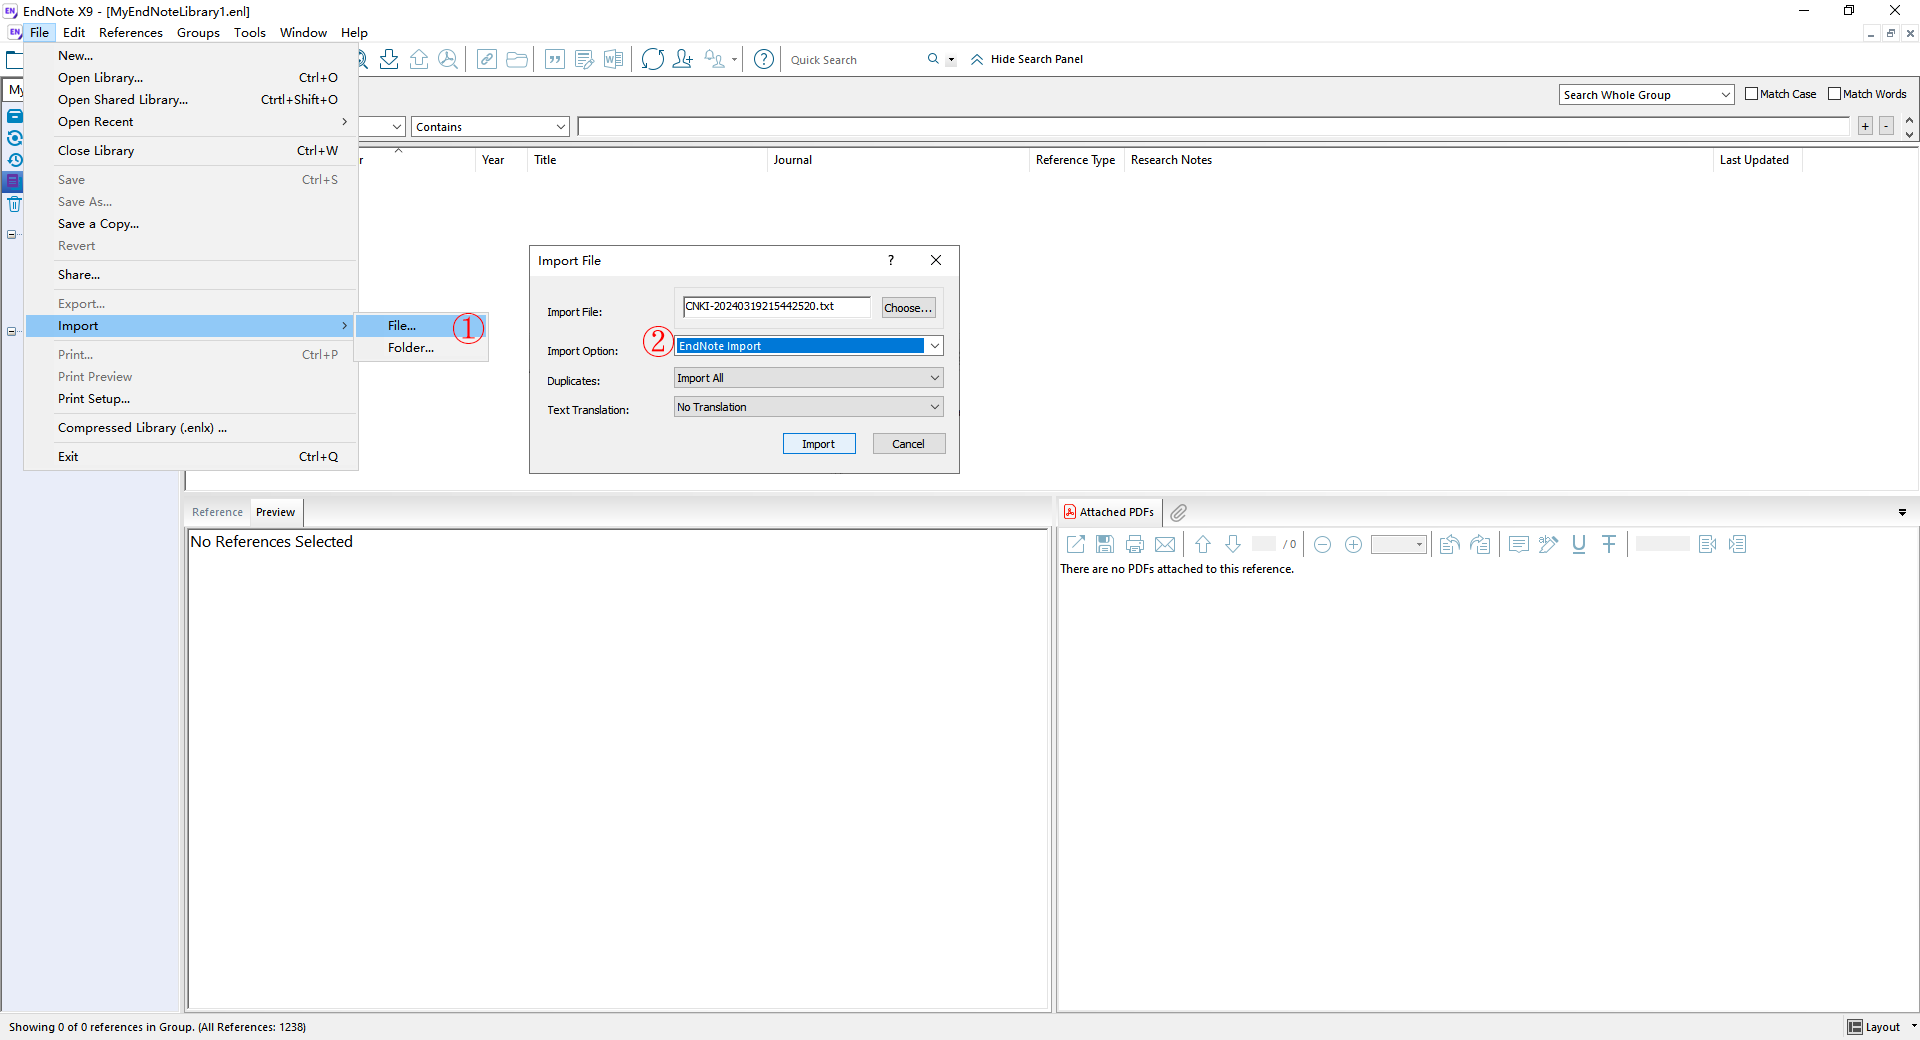 EndNote X9 - [MyEndNoteLibrary1.enl]
File Edit References Groups Tools Window Help
Quick Search Hide Search Panel
New...
Open Library... Ctrl+O
Open Shared Library... Ctrtl+Shift+O
Open Recent
Close Library Ctrl+W
Save Ctrl+S
Save As...
Save a Copy...
Revert
Share...
Export...
Import
Print... Ctrl+P
Print Preview
Print Setup...
Compressed Library (.enlx) ...
Exit Ctrl+Q
File... ①
Folder...
My
Search Whole Group Match Case Match Words
Contains + -
r Year Title Journal Reference Type Research Notes Last Updated
Import File ?
Import File: CNKI-20240319215442520.txt Choose...
② Import Option: EndNote Import
Duplicates: Import All
Text Translation: No Translation
Import Cancel
Reference Preview
No References Selected
Attached PDFs
/ 0
There are no PDFs attached to this reference.
Showing 0 of 0 references in Group. (All References: 1238)
Layout